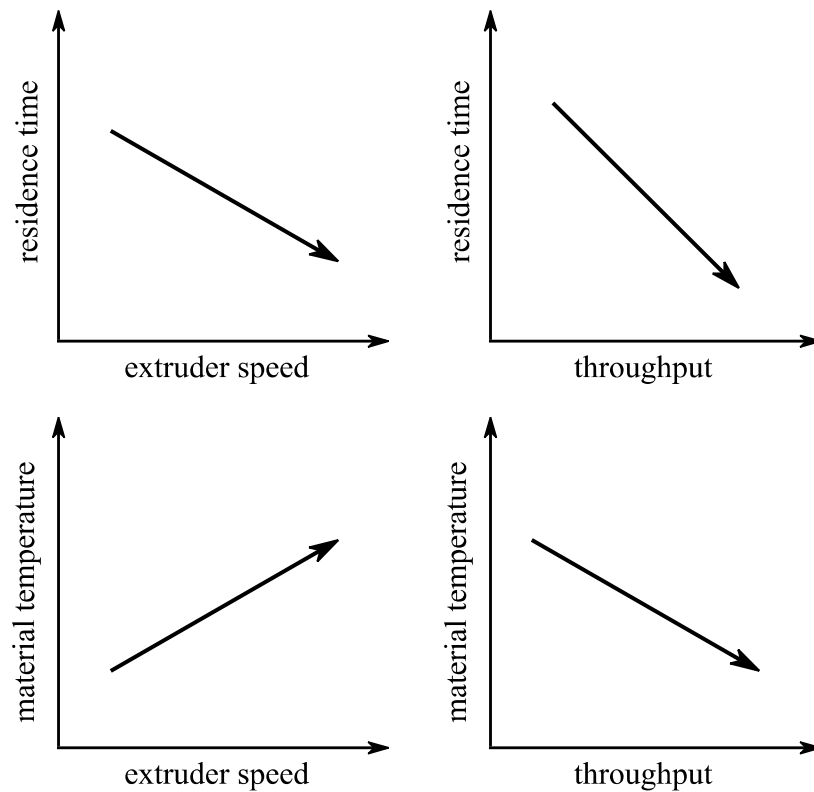 residence time
extruder speed
residence time
throughput
material temperature
extruder speed
material temperature
throughput